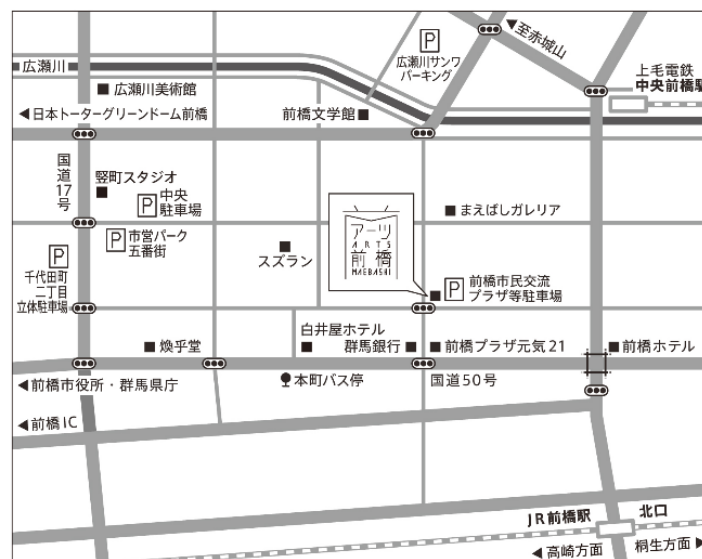 ◀至赤城山
P
広瀬川サンワ
パーキング
広瀬川
上毛電鉄
中央前橋駅
■広瀬川美術館
◀日本トーターグリーンドーム前橋
前橋文学館■
国道17号
竪町スタジオ
■
P 中央
駐車場
■まえばしガレリア
P 市営パーク
五番街
アーツ
ARTS
前橋
MAEBASHI
■
スズラン
P
千代田町
二丁目
立体駐車場
P 前橋市民交流
プラザ等駐車場
■煥乎堂
白井屋ホテル
■
群馬銀行■
■前橋プラザ元気21
■前橋ホテル
◀前橋市役所・群馬県庁
本町バス停
国道50号
◀前橋IC
JR前橋駅
北口
◀高崎方面
桐生方面▶